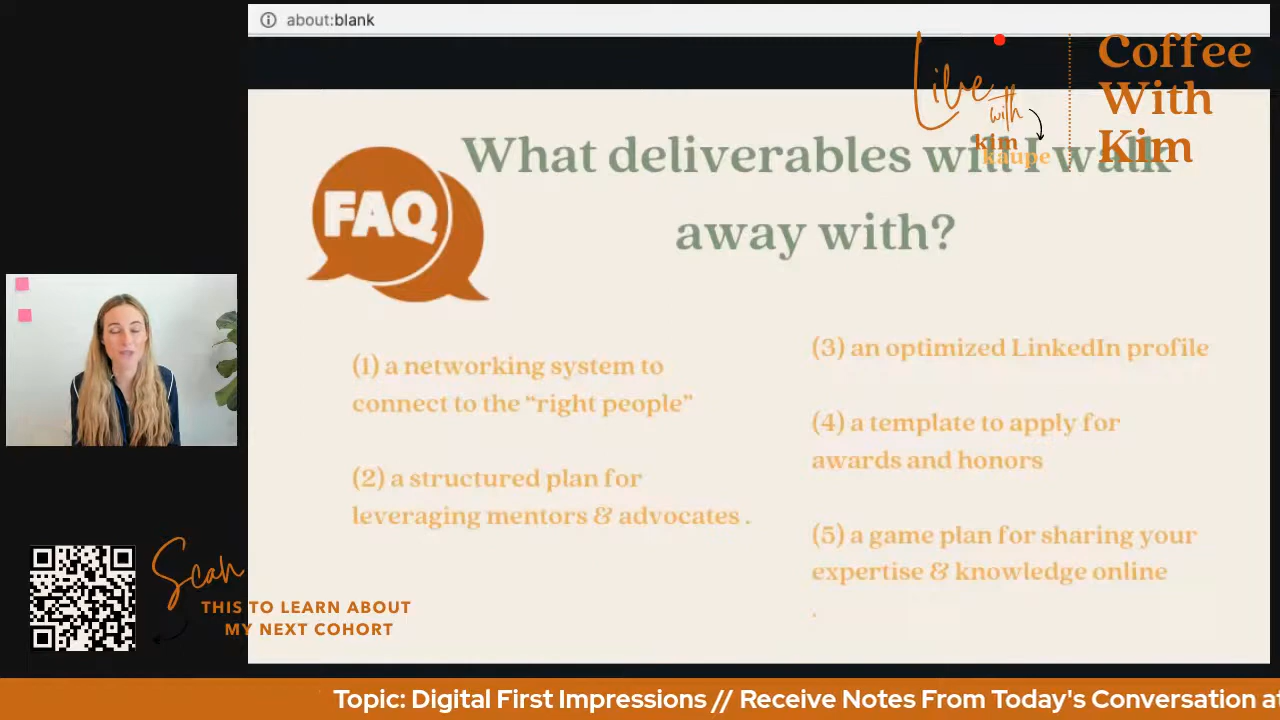 about:blank
Live
with
kim
kaupe
Coffee
With
Kim
FAQ
What deliverables will I walk
away with?
(1) a networking system to
connect to the “right people”
(2) a structured plan for
leveraging mentors & advocates .
(3) an optimized LinkedIn profile
(4) a template to apply for
awards and honors
(5) a game plan for sharing your
expertise & knowledge online
.
Scan
THIS TO LEARN ABOUT
MY NEXT COHORT
Topic: Digital First Impressions // Receive Notes From Today's Conversation at